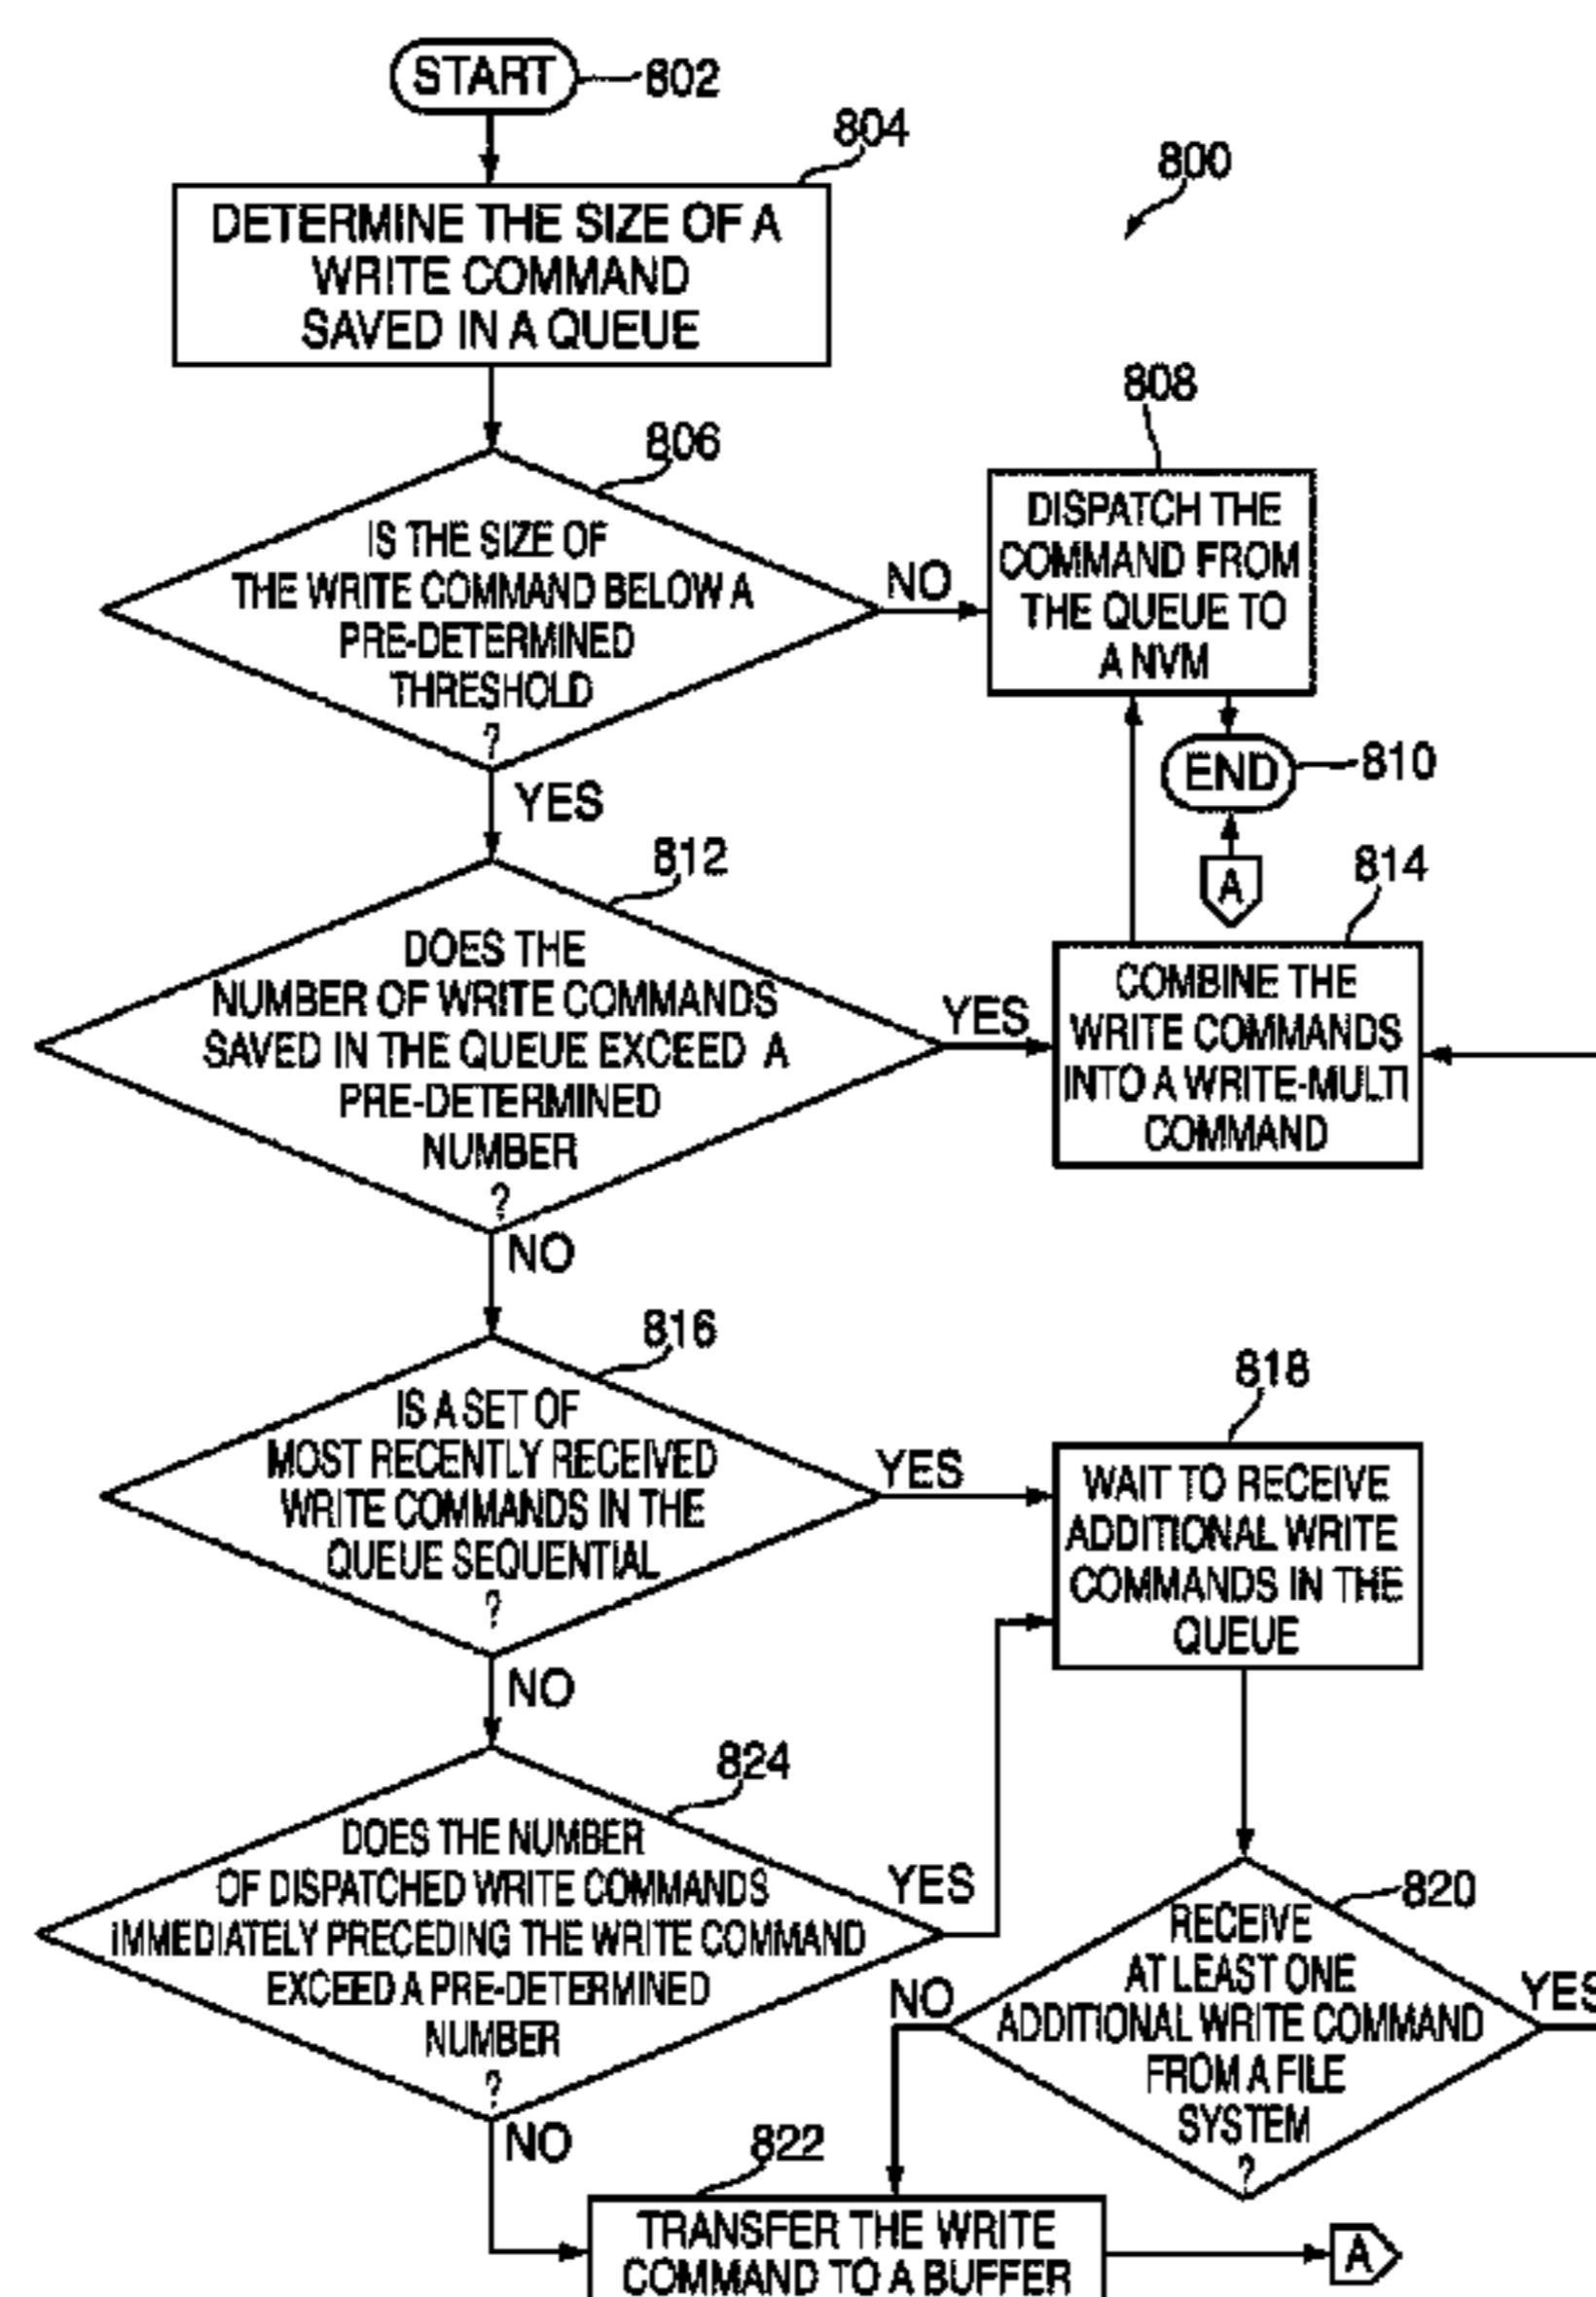 START
802
804
800
DETERMINE THE SIZE OF A
WRITE COMMAND
SAVED IN A QUEUE
806
808
IS THE SIZE OF
THE WRITE COMMAND BELOW A
PRE-DETERMINED
THRESHOLD
?
NO
DISPATCH THE
COMMAND FROM
THE QUEUE TO
A NVM
YES
END
810
A
812
814
DOES THE
NUMBER OF WRITE COMMANDS
SAVED IN THE QUEUE EXCEED A
PRE-DETERMINED
NUMBER
?
YES
COMBINE THE
WRITE COMMANDS
INTO A WRITE-MULTI
COMMAND
NO
816
818
IS A SET OF
MOST RECENTLY RECEIVED
WRITE COMMANDS IN THE
QUEUE SEQUENTIAL
?
YES
WAIT TO RECEIVE
ADDITIONAL WRITE
COMMANDS IN THE
QUEUE
NO
824
DOES THE NUMBER
OF DISPATCHED WRITE COMMANDS
IMMEDIATELY PRECEDING THE WRITE COMMAND
EXCEED A PRE-DETERMINED
NUMBER
?
YES
820
RECEIVE
AT LEAST ONE
ADDITIONAL WRITE COMMAND
FROM A FILE
SYSTEM
?
NO
YES
NO
822
TRANSFER THE WRITE
COMMAND TO A BUFFER
A